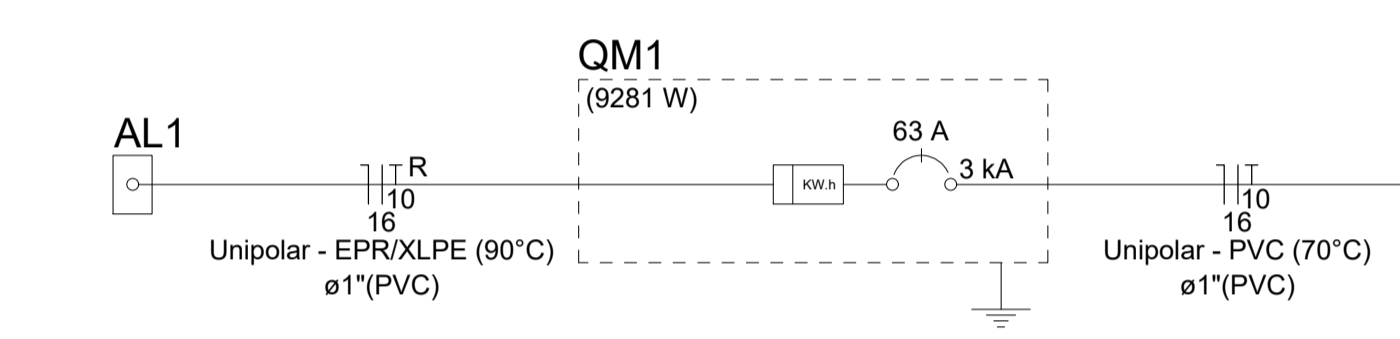 QM1
(9281 W)
AL1
63 A
R
3 kA
KW.h
10
16
Unipolar - EPR/XLPE (90°C)
ø1"(PVC)
10
16
Unipolar - PVC (70°C)
ø1"(PVC)